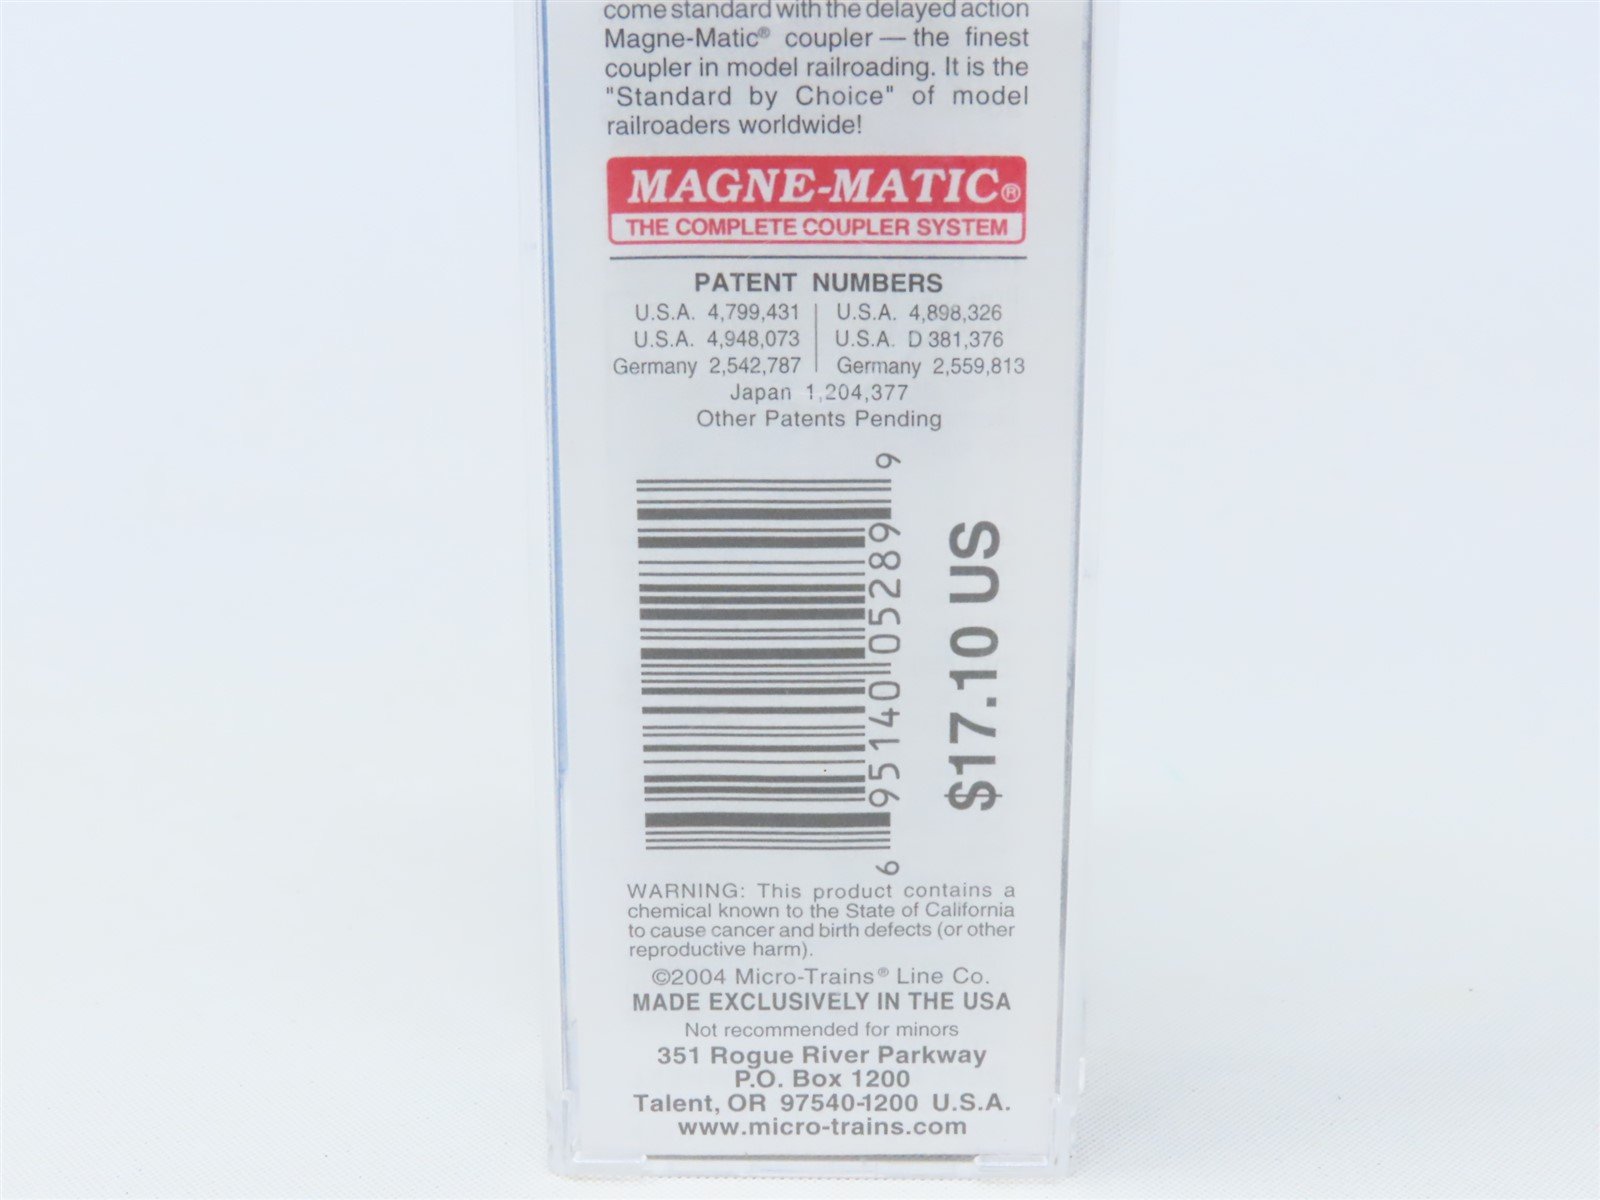 come standard with the delayed action
Magne-Matic® coupler — the finest
coupler in model railroading. It is the
"Standard by Choice" of model
railroaders worldwide!
MAGNE-MATIC®
THE COMPLETE COUPLER SYSTEM
PATENT NUMBERS
U.S.A. 4,799,431 | U.S.A. 4,898,326
U.S.A. 4,948,073 | U.S.A. D 381,376
Germany 2,542,787 | Germany 2,559,813
Japan 1,204,377
Other Patents Pending
6 95140 05289 9
$17.10 US
WARNING: This product contains a
chemical known to the State of California
to cause cancer and birth defects (or other
reproductive harm).
©2004 Micro-Trains® Line Co.
MADE EXCLUSIVELY IN THE USA
Not recommended for minors
351 Rogue River Parkway
P.O. Box 1200
Talent, OR 97540-1200 U.S.A.
www.micro-trains.com